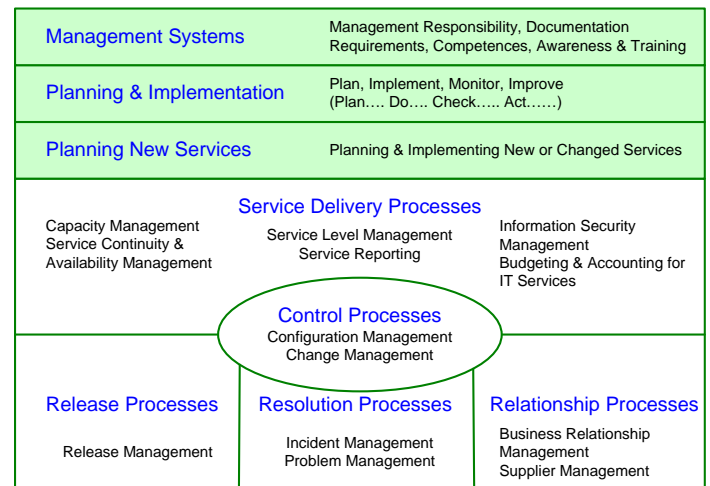 Management Systems
Management Responsibility, Documentation
Requirements, Competences, Awareness & Training
Planning & Implementation
Plan, Implement, Monitor, Improve
(Plan…. Do…. Check….. Act……)
Planning New Services
Planning & Implementing New or Changed Services
Service Delivery Processes
Capacity Management
Service Continuity &
Availability Management
Service Level Management
Service Reporting
Information Security
Management
Budgeting & Accounting for
IT Services
Control Processes
Configuration Management
Change Management
Release Processes
Release Management
Resolution Processes
Incident Management
Problem Management
Relationship Processes
Business Relationship
Management
Supplier Management